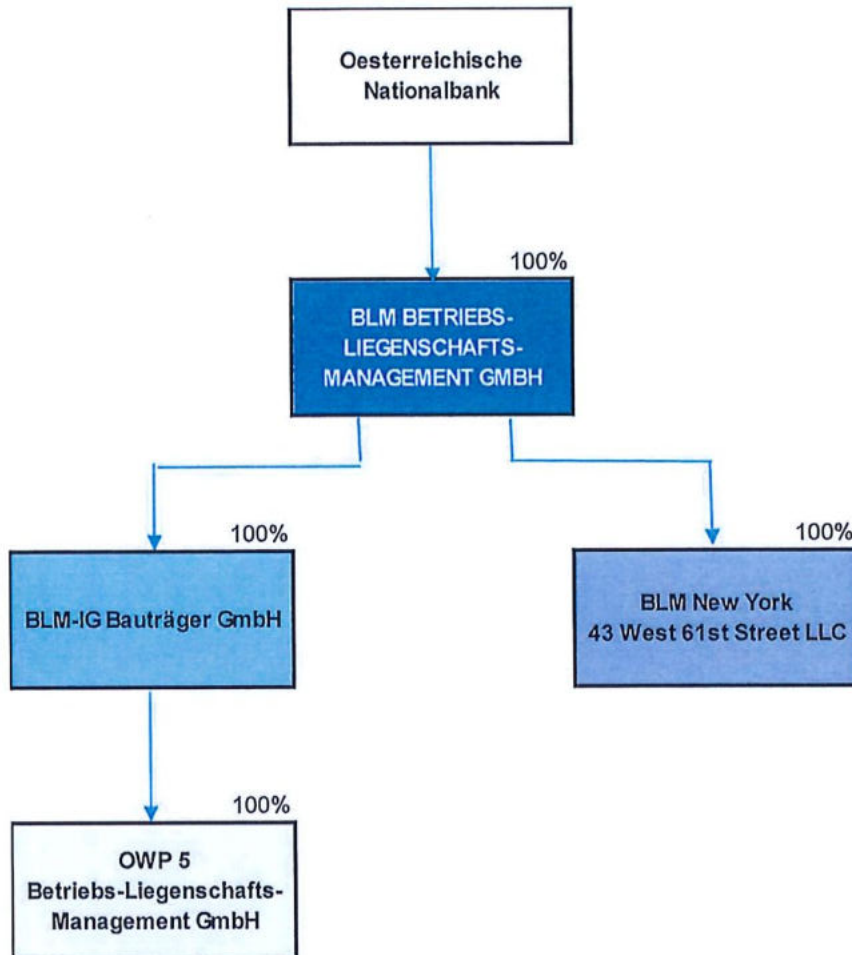 Oesterreichische
Nationalbank
100%
BLM BETRIEBS-
LIEGENSCHAFTS-
MANAGEMENT GMBH
100%
100%
BLM-IG Bauträger GmbH
BLM New York
43 West 61st Street LLC
100%
OWP 5
Betriebs-Liegenschafts-
Management GmbH